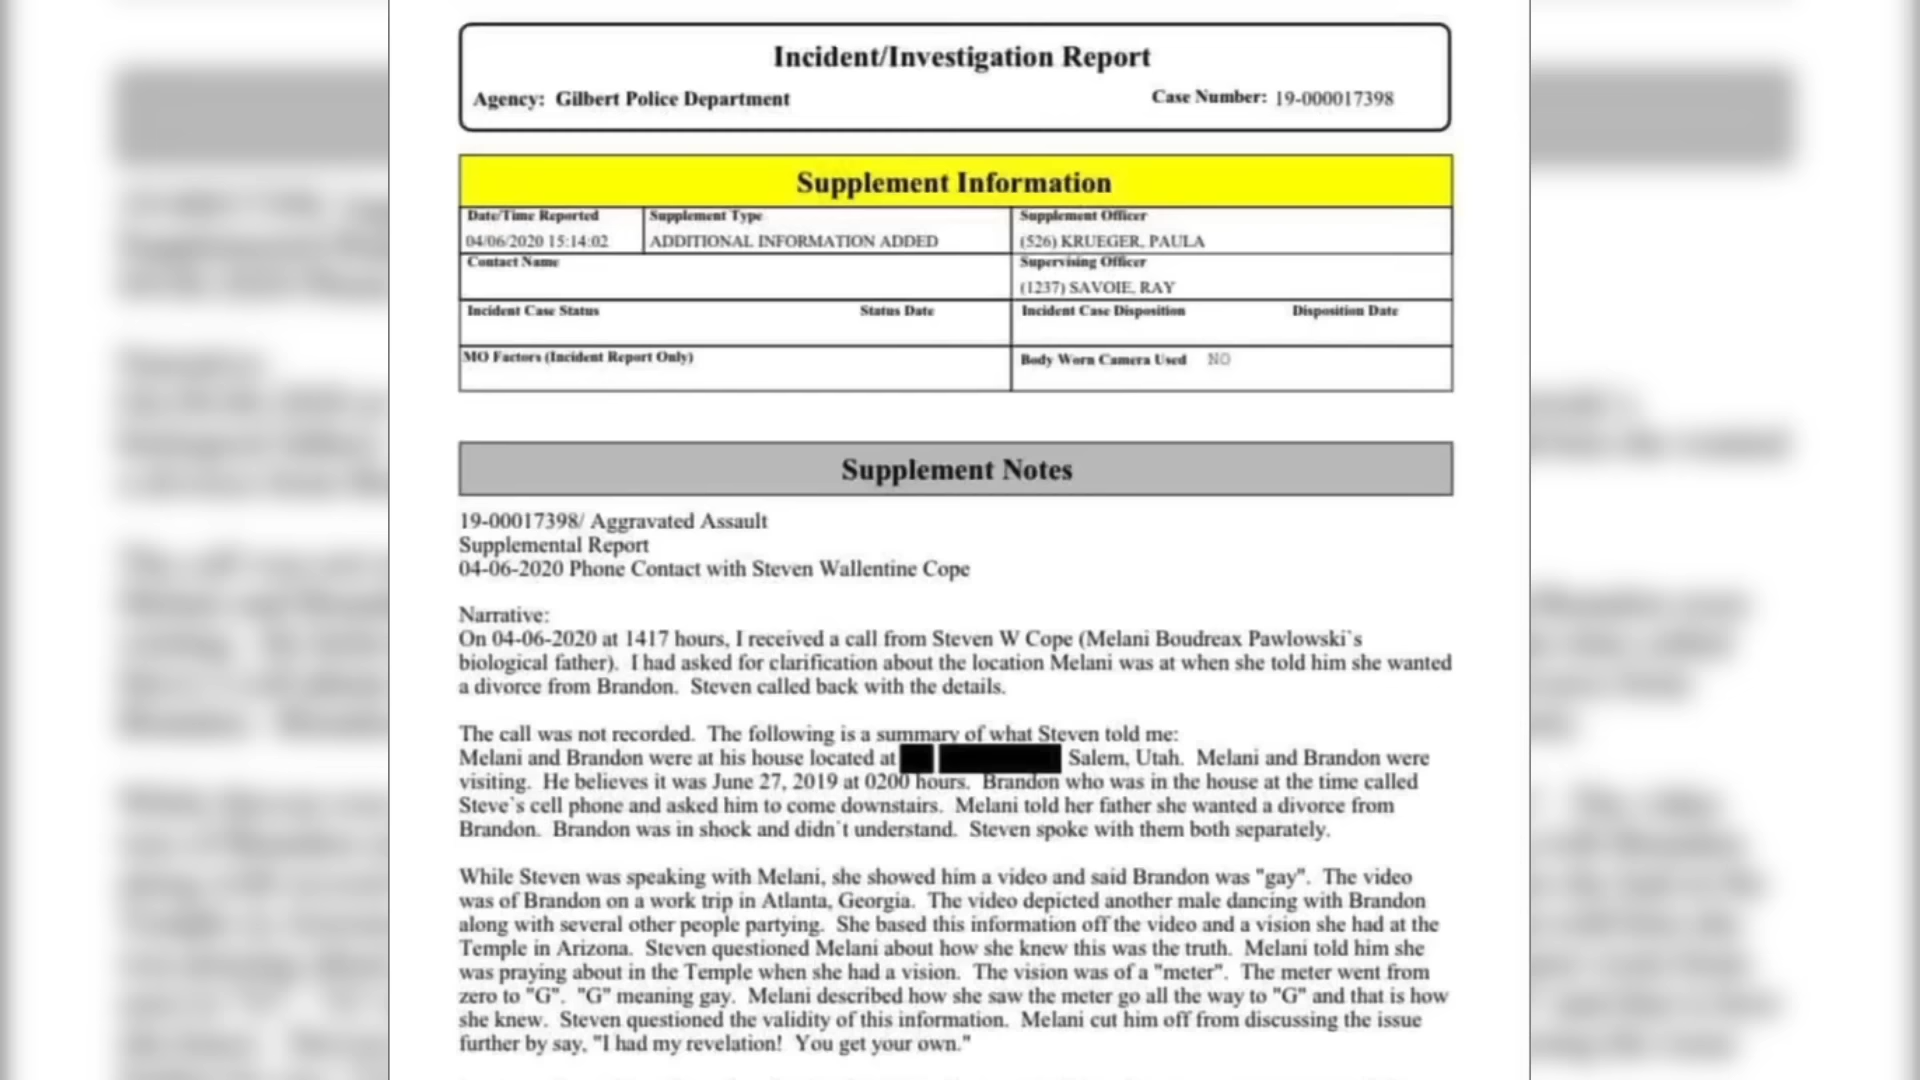 Incident/Investigation Report
Agency: Gilbert Police Department Case Number: 19-000017398
Supplement Information
Date/Time Reported Supplement Type Supplement Officer
04/06/2020 15:14:02 ADDITIONAL INFORMATION ADDED (526) KRUEGER, PAULA
Contact Name Supervising Officer
(1237) SAVOIE, RAY
Incident Case Status Status Date Incident Case Disposition Disposition Date
MO Factors (Incident Report Only) Body Worn Camera Used NO
Supplement Notes
19-00017398/ Aggravated Assault
Supplemental Report
04-06-2020 Phone Contact with Steven Wallentine Cope
Narrative:
On 04-06-2020 at 1417 hours, I received a call from Steven W Cope (Melani Boudreax Pawlowski`s
biological father). I had asked for clarification about the location Melani was at when she told him she wanted
a divorce from Brandon. Steven called back with the details.
The call was not recorded. The following is a summary of what Steven told me:
Melani and Brandon were at his house located at Salem, Utah. Melani and Brandon were
visiting. He believes it was June 27, 2019 at 0200 hours. Brandon who was in the house at the time called
Steve`s cell phone and asked him to come downstairs. Melani told her father she wanted a divorce from
Brandon. Brandon was in shock and didn`t understand. Steven spoke with them both separately.
While Steven was speaking with Melani, she showed him a video and said Brandon was "gay". The video
was of Brandon on a work trip in Atlanta, Georgia. The video depicted another male dancing with Brandon
along with several other people partying. She based this information off the video and a vision she had at the
Temple in Arizona. Steven questioned Melani about how she knew this was the truth. Melani told him she
was praying about in the Temple when she had a vision. The vision was of a "meter". The meter went from
zero to "G". "G" meaning gay. Melani described how she saw the meter go all the way to "G" and that is how
she knew. Steven questioned the validity of this information. Melani cut him off from discussing the issue
further by say, "I had my revelation! You get your own."